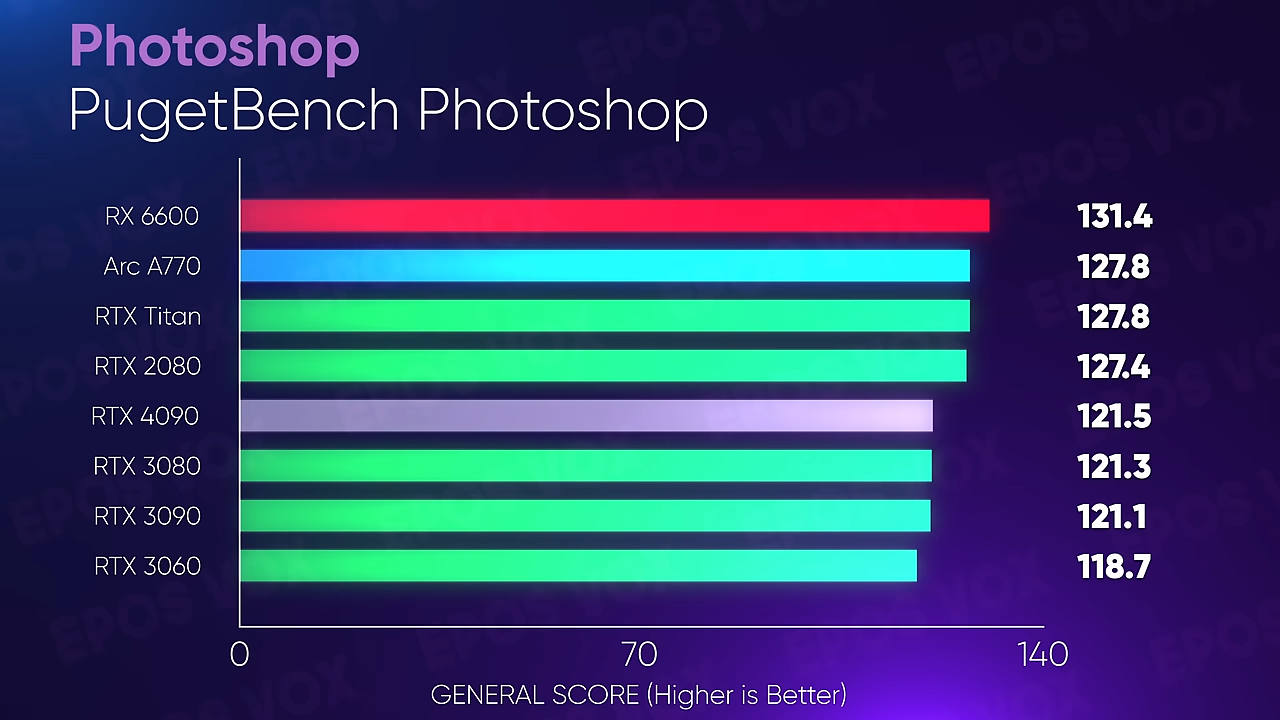 Photoshop
PugetBench Photoshop
RX 6600 131.4
Arc A770 127.8
RTX Titan 127.8
RTX 2080 127.4
RTX 4090 121.5
RTX 3080 121.3
RTX 3090 121.1
RTX 3060 118.7
0 70 140
GENERAL SCORE (Higher is Better)
EPOS VOX